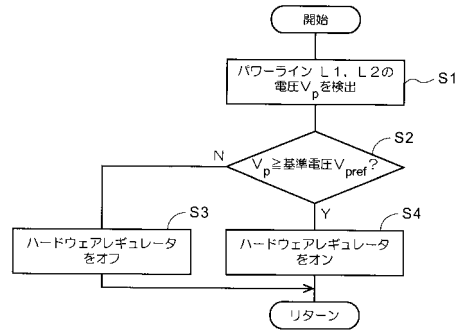 開始
パワーライン L1，L2の
電圧Vpを検出
S1
S2
Vp≧基準電圧Vpref？
N
Y
S3
ハードウェアレギュレータ
をオフ
S4
ハードウェアレギュレータ
をオン
リターン